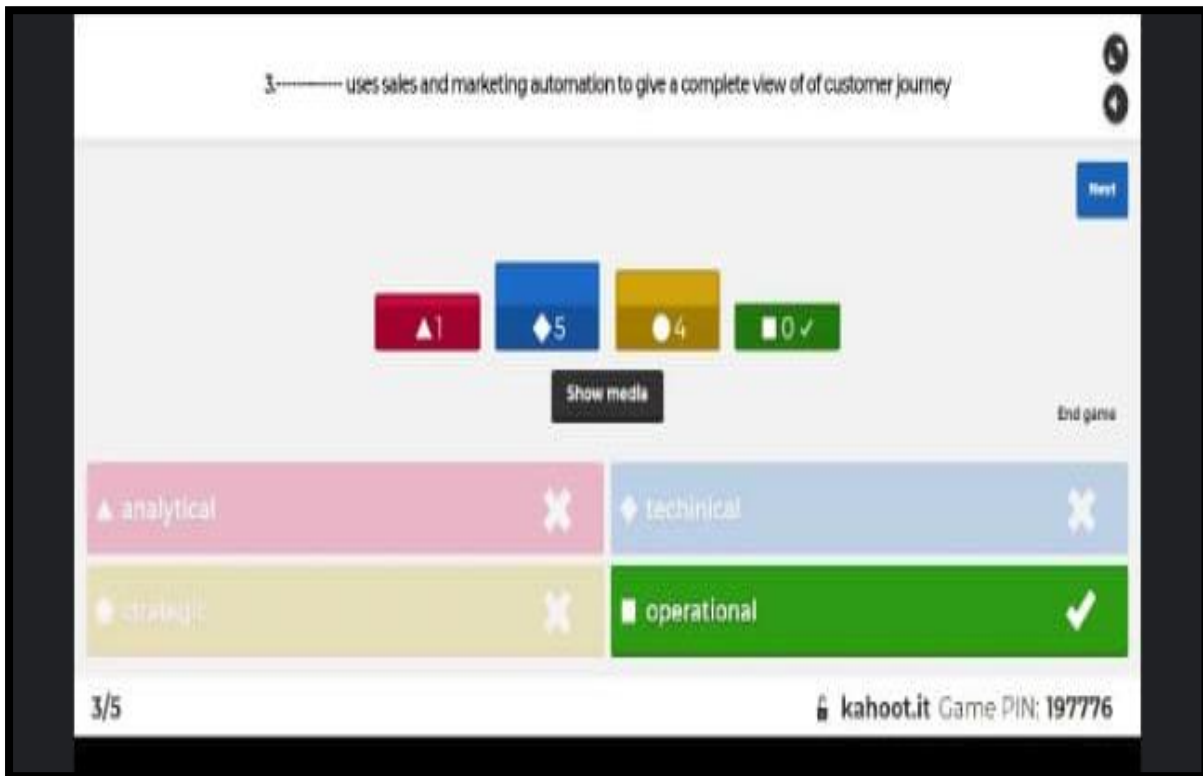 3.------------ uses sales and marketing automation to give a complete view of of customer journey
Next
1
5
4
0
Show media
End game
analytical
techinical
strategic
operational
3/5
kahoot.it Game PIN: 197776